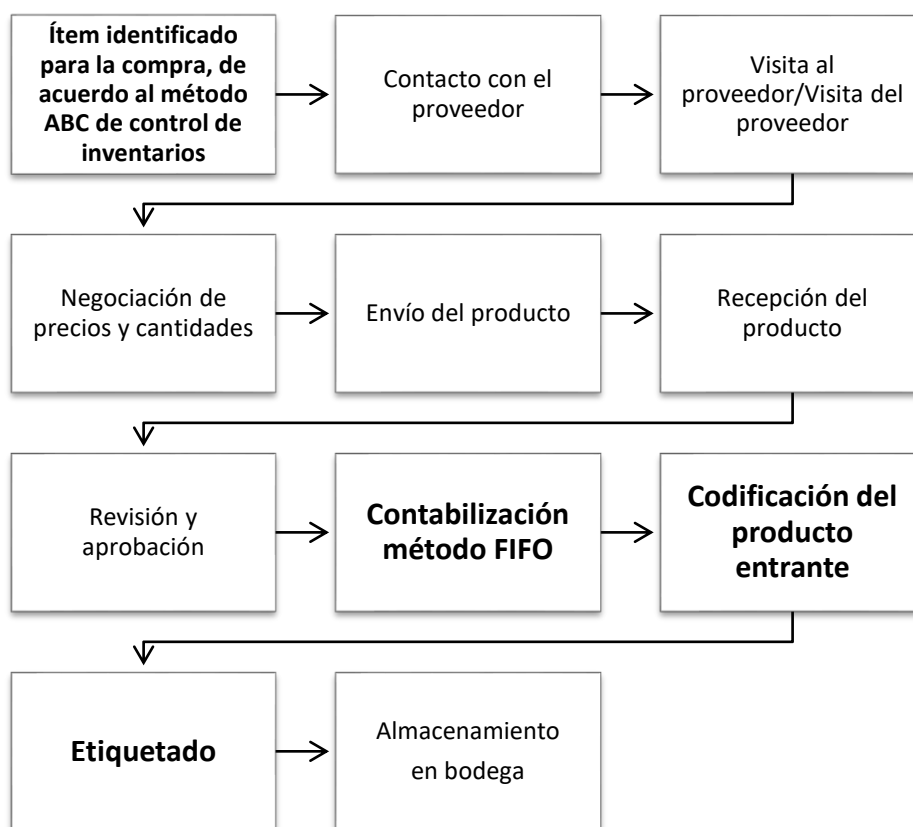 Ítem identificado
para la compra, de
acuerdo al método
ABC de control de
inventarios
Contacto con el
proveedor
Visita al
proveedor/Visita del
proveedor
Negociación de
precios y cantidades
Envío del producto
Recepción del
producto
Revisión y
aprobación
Contabilización
método FIFO
Codificación del
producto
entrante
Etiquetado
Almacenamiento
en bodega